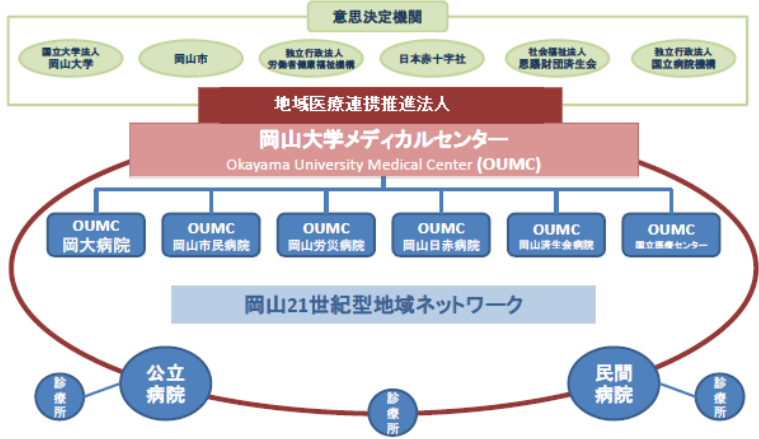 意思決定機関
国立大学法人
岡山大学
岡山市
独立行政法人
労働者健康福祉機構
日本赤十字社
社会福祉法人
恩賜財団済生会
独立行政法人
国立病院機構
地域医療連携推進法人
岡山大学メディカルセンター
Okayama University Medical Center (OUMC)
OUMC
岡大病院
OUMC
岡山市民病院
OUMC
岡山労災病院
OUMC
岡山日赤病院
OUMC
岡山済生会病院
OUMC
国立医療センター
岡山21世紀型地域ネットワーク
診
療
所
公立
病院
診
療
所
民間
病院
診
療
所